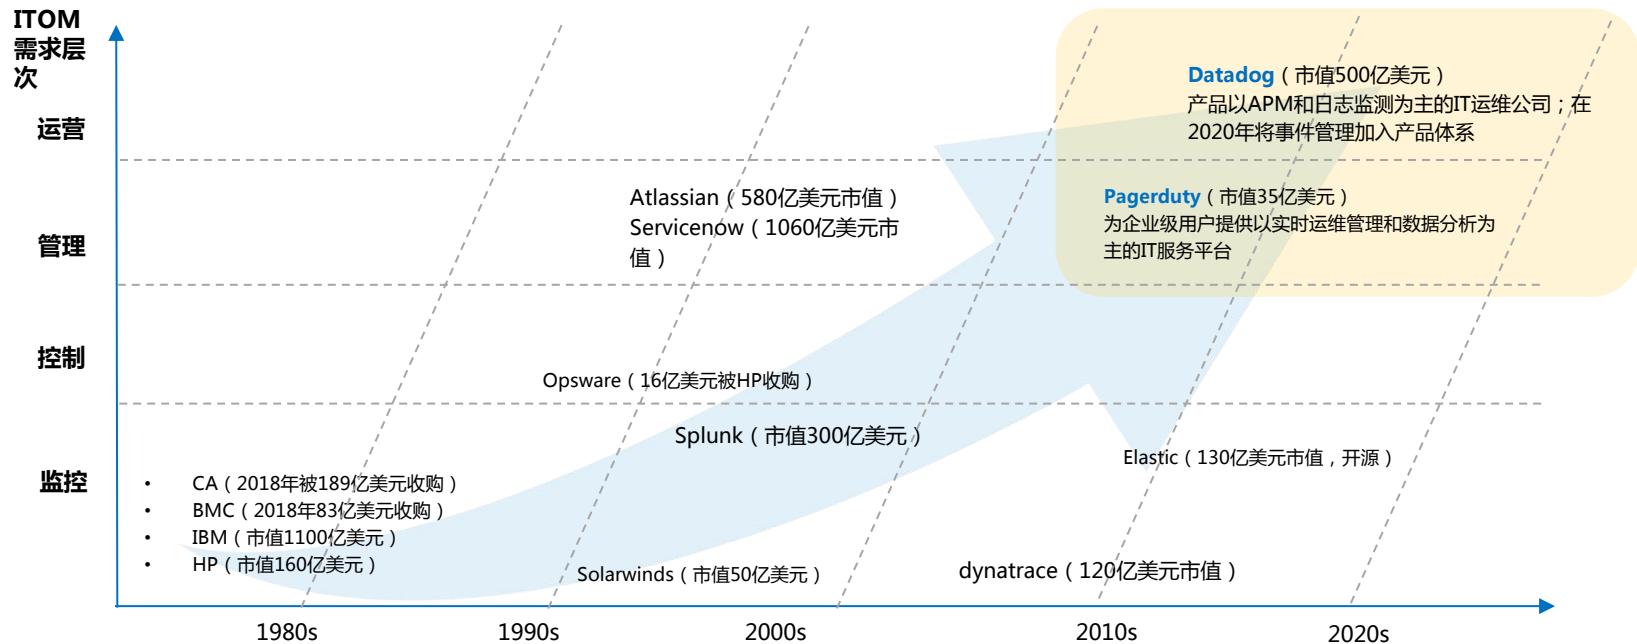 ITOM
需求层
次
运营
管理
控制
监控
Datadog（市值500亿美元）
产品以APM和日志监测为主的IT运维公司；在
2020年将事件管理加入产品体系
Atlassian（580亿美元市值）
Servicenow（1060亿美元市
值）
Pagerduty（市值35亿美元）
为企业级用户提供以实时运维管理和数据分析为
主的IT服务平台
Opsware（16亿美元被HP收购）
Splunk（市值300亿美元）
Elastic（130亿美元市值，开源）
• CA（2018年被189亿美元收购）
• BMC（2018年83亿美元收购）
• IBM（市值1100亿美元）
• HP（市值160亿美元）
Solarwinds（市值50亿美元）
dynatrace（120亿美元市值）
1980s
1990s
2000s
2010s
2020s